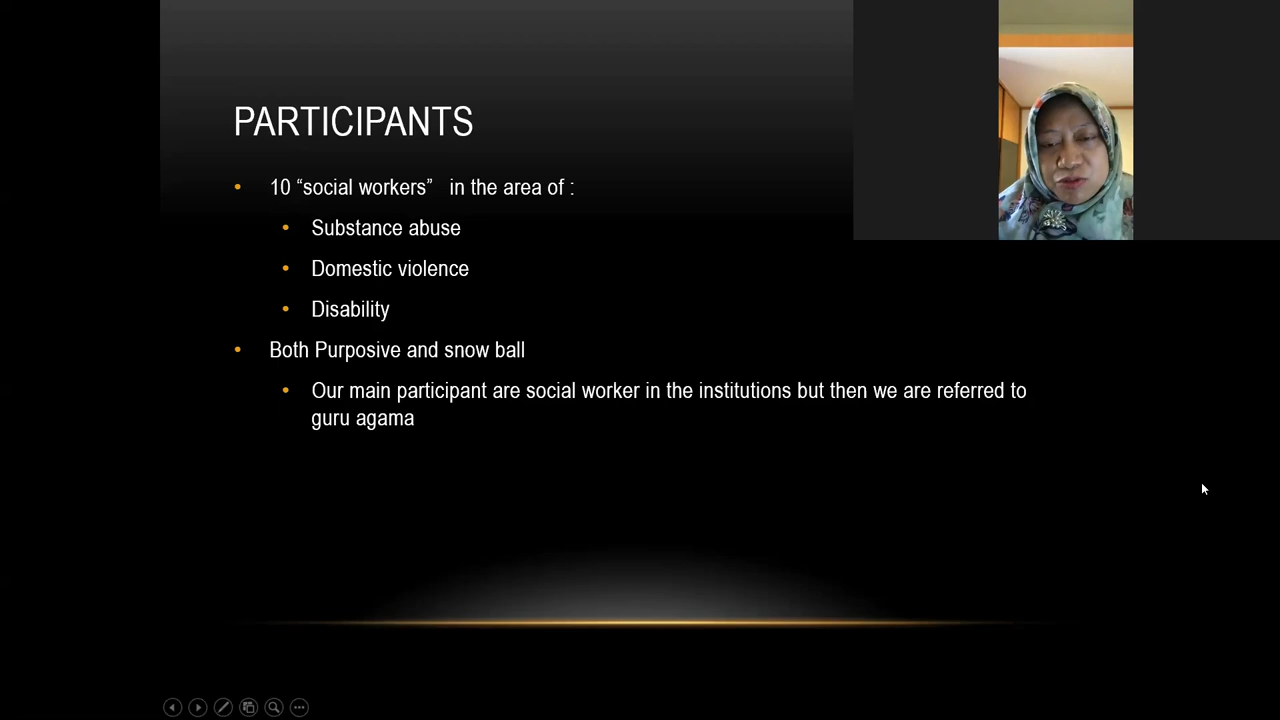 PARTICIPANTS
10 “social workers” in the area of :
Substance abuse
Domestic violence
Disability
Both Purposive and snow ball
Our main participant are social worker in the institutions but then we are referred to
guru agama